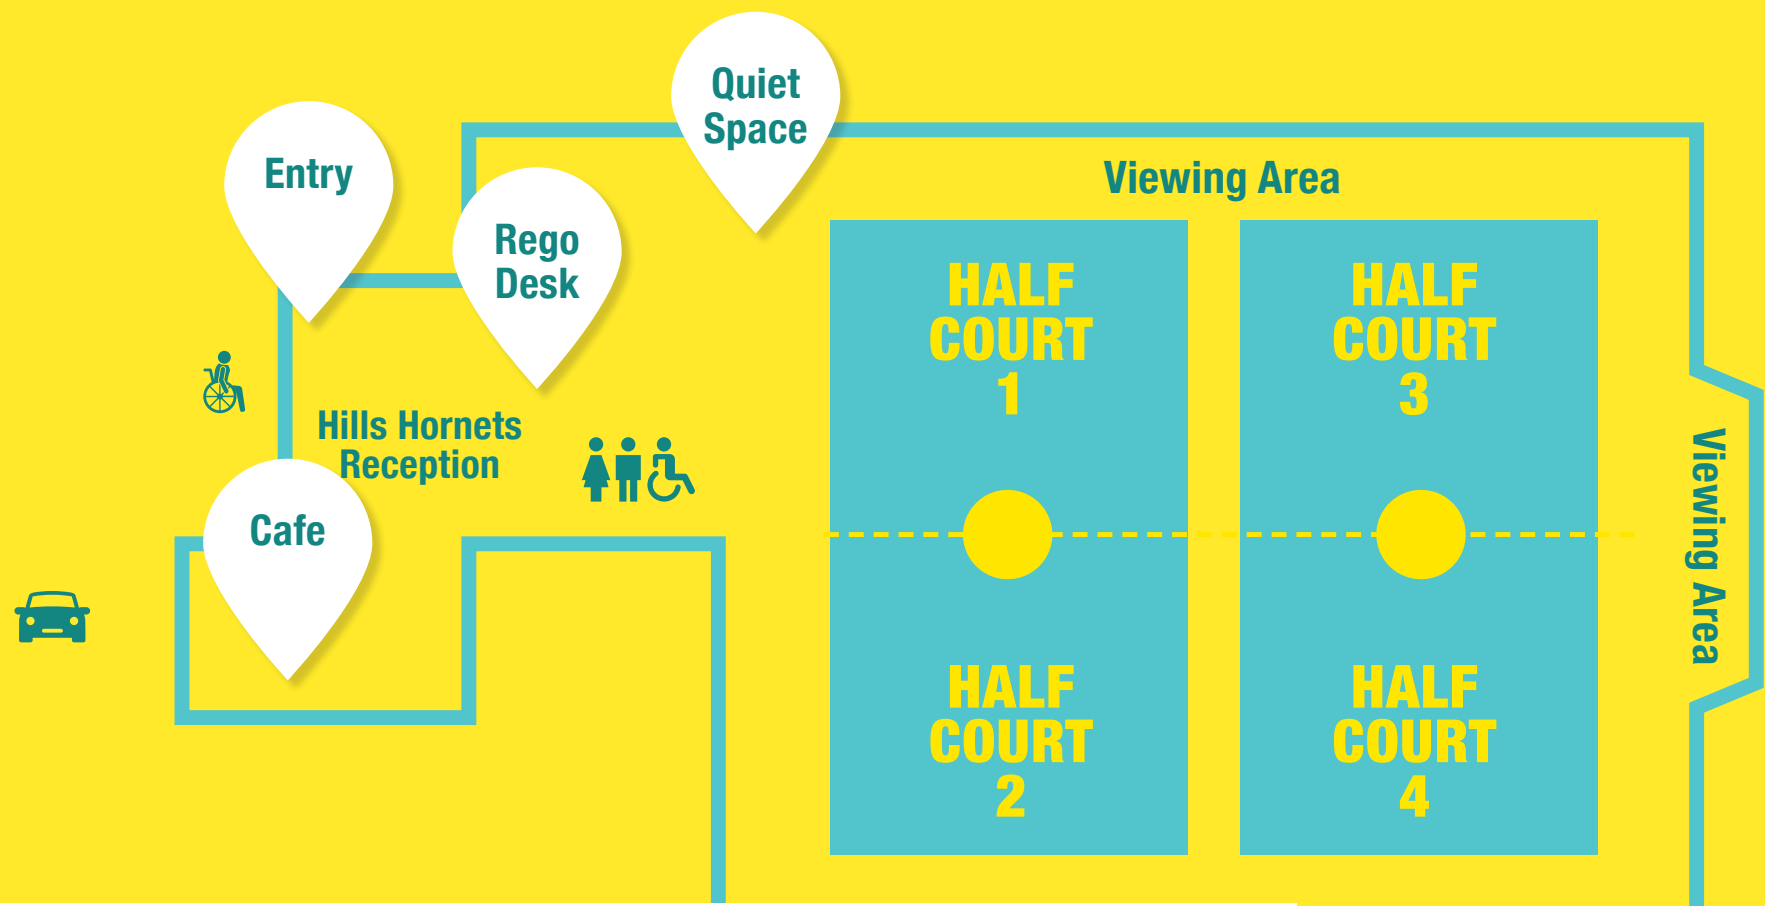 Quiet
Space
Entry
Viewing Area
Rego
Desk
HALF
COURT
1
HALF
COURT
3
Hills Hornets
Reception
Viewing Area
Cafe
HALF
COURT
2
HALF
COURT
4